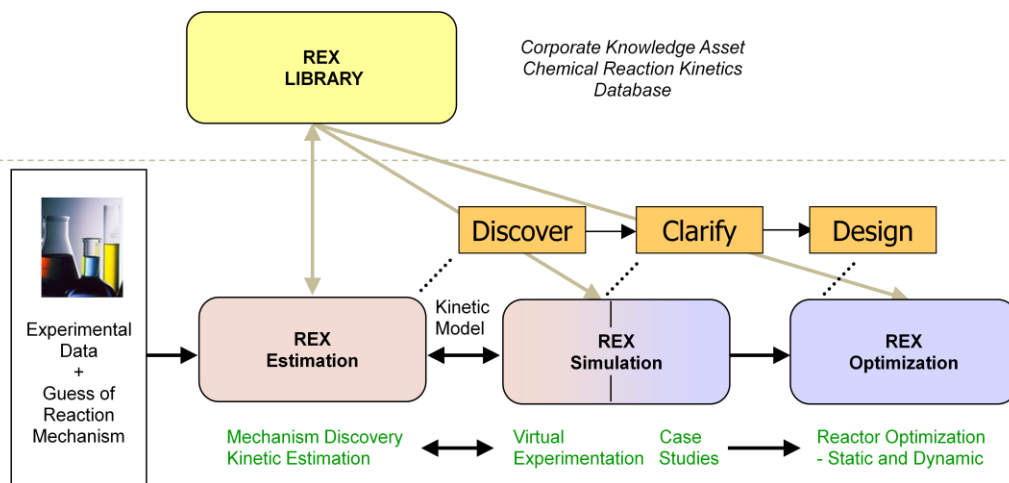 REX
LIBRARY
Corporate Knowledge Asset
Chemical Reaction Kinetics
Database
Discover
Clarify
Design
Experimental
Data
+
Guess of
Reaction
Mechanism
REX
Estimation
Kinetic
Model
REX
Simulation
REX
Optimization
Mechanism Discovery
Kinetic Estimation
Virtual
Experimentation
Case
Studies
Reactor Optimization
- Static and Dynamic